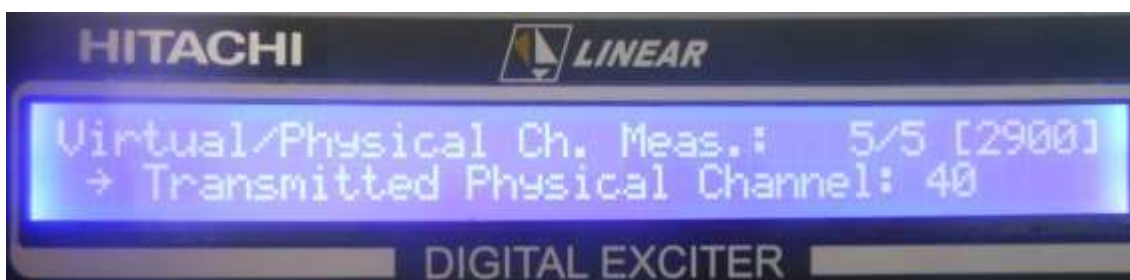 HITACHI LINEAR
Virtual/Physical Ch. Meas.: 5/5 [2900]
→ Transmitted Physical Channel: 40
DIGITAL EXCITER